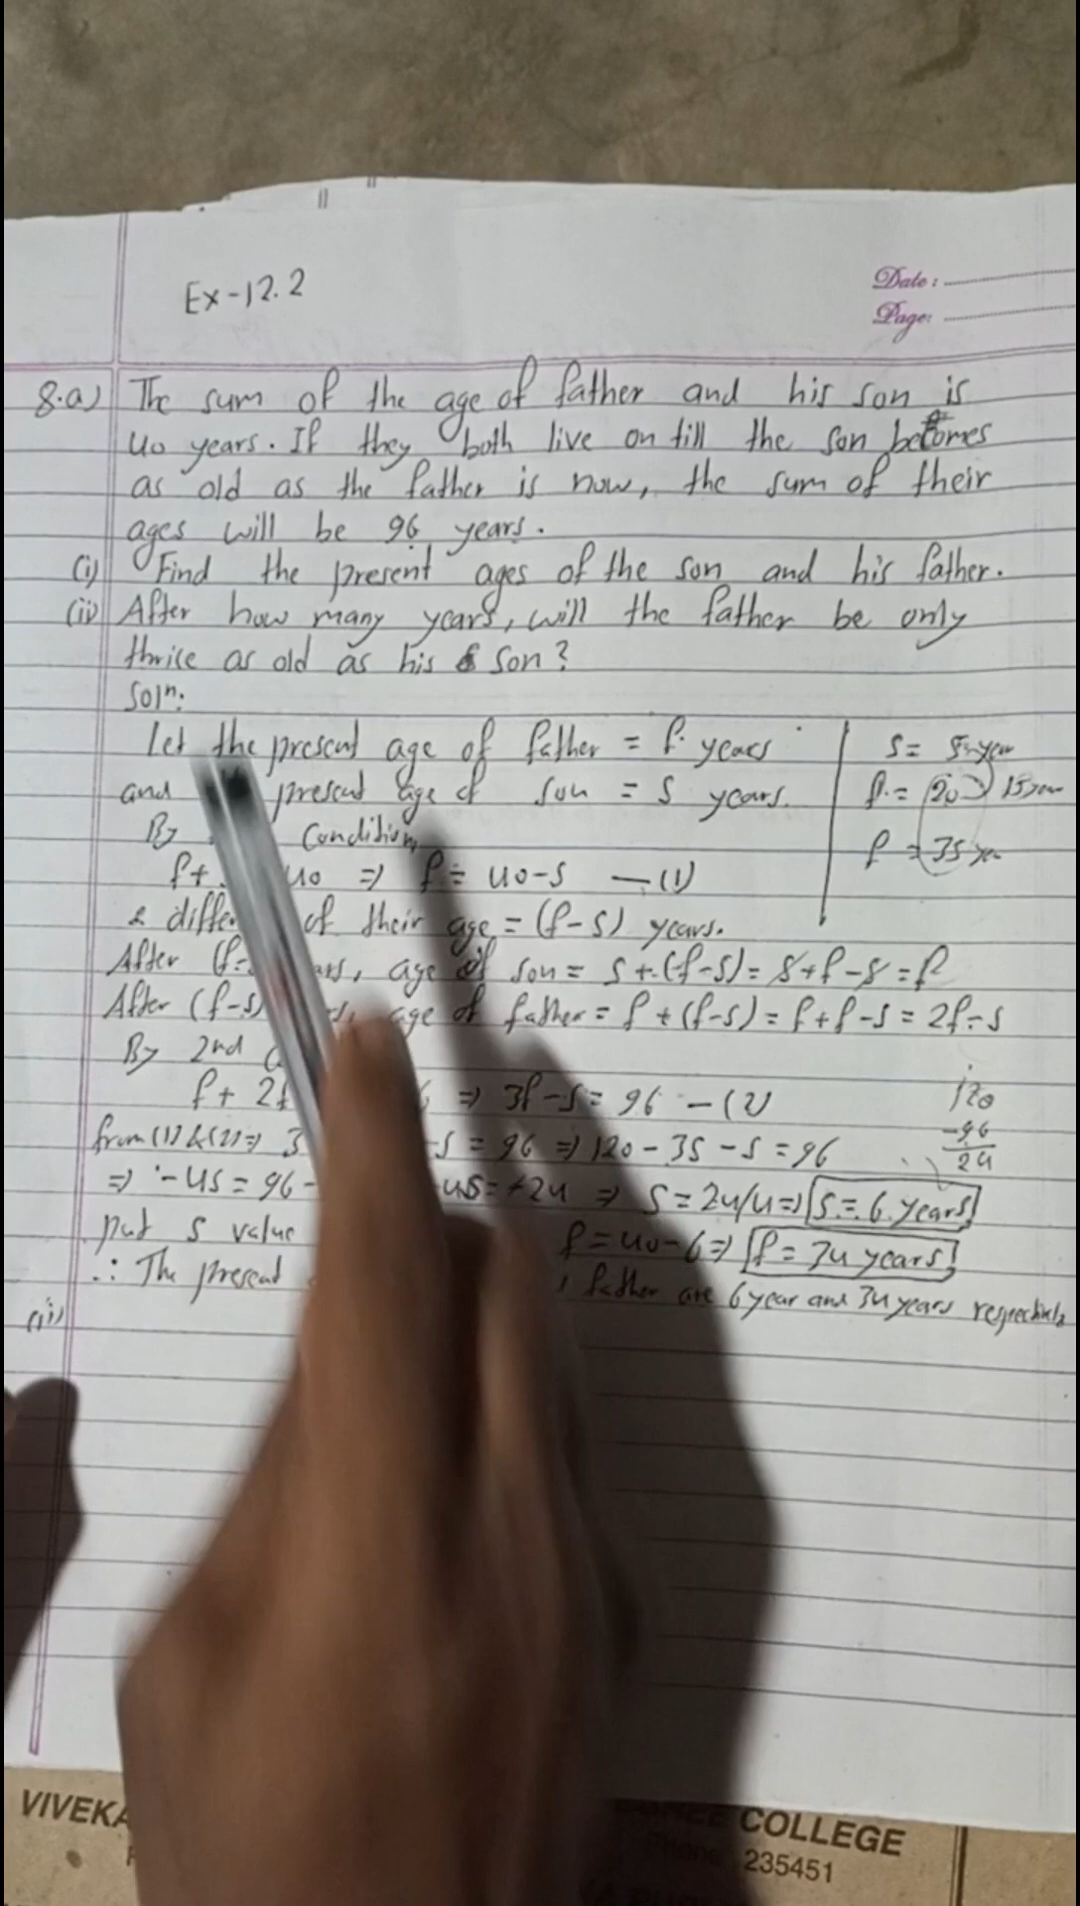 Ex-12.2
Date:
Page:
8.a) The sum of the age of father and his son is
40 years. If they both live on till the son becomes
as old as the father is now, the sum of their
ages will be 96 years.
(i) Find the present ages of the son and his father.
(ii) After how many years, will the father be only
thrice as old as his son?
Soln:
Let the present age of father = f years
and present age of son = s years.
By Condition,
f+ 40 => f = 40-s —(1)
& of their age = (f-s) years.
After age of son = s+(f-s)= s+f-s =f
After (f-s) age of father = f+(f-s)= f+f-s = 2f-s
By 2nd
f+ => 3f-s = 96 —(2)
from (1) & (2) => 3 -s = 96 => 120-3s-s =96
=> -4s = 96- 4s= +24 => s = 24/4 => s = 6 years
put s value f = 40-6 => f = 34 years
∴ The present father are 6 year and 34 years respectively
(ii)
s = 5 year
f = 20 15 year
f = 35
120
-96
24
VIVEKA COLLEGE
235451